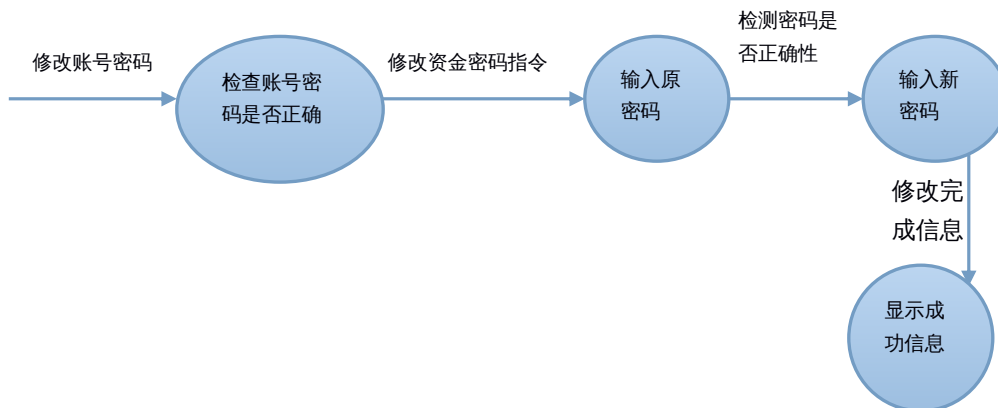 修改账号密码
检查账号密
码是否正确
修改资金密码指令
输入原
密码
检测密码是
否正确性
输入新
密码
修改完
成信息
显示成
功信息